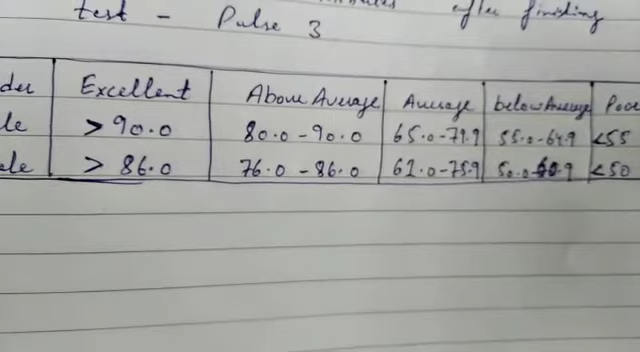 after finishing
test - Pulse 3
der Excellent Above Average Average below Average Poor
le > 90.0 80.0 - 90.0 65.0 - 79.9 55.0 - 64.9 <55
ale > 86.0 76.0 - 86.0 61.0 - 75.9 50.0 - 60.9 <50